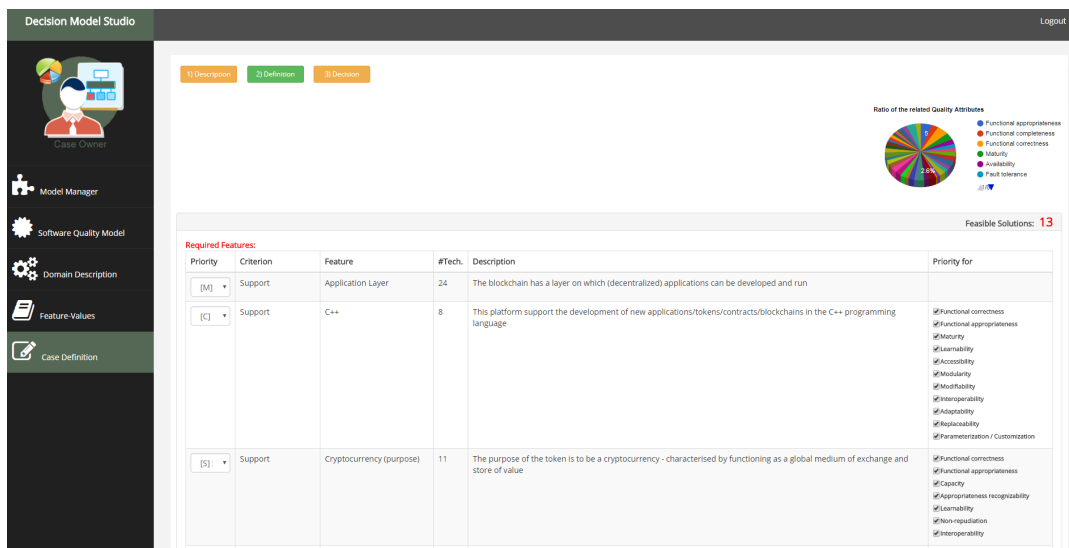 Decision Model Studio
Logout
Case Owner
Model Manager
Software Quality Model
Domain Description
Feature-Values
Case Definition
1) Description
2) Definition
3) Decision
Ratio of the related Quality Attributes
5
2.6%
Functional appropriateness
Functional completeness
Functional correctness
Maturity
Availability
Fault tolerance
Feasible Solutions: 13
Required Features:
Priority Criterion Feature #Tech. Description Priority for
[M] Support Application Layer 24 The blockchain has a layer on which (decentralized) applications can be developed and run
[C] Support C++ 8 This platform support the development of new applications/tokens/contracts/blockchains in the C++ programming
language
Functional correctness
Functional appropriateness
Maturity
Learnability
Accessibility
Modularity
Modifiability
Interoperability
Adaptability
Replaceability
Parameterization / Customization
[S] Support Cryptocurrency (purpose) 11 The purpose of the token is to be a cryptocurrency - characterised by functioning as a global medium of exchange and
store of value
Functional correctness
Functional appropriateness
Capacity
Appropriateness recognizability
Learnability
Non-repudiation
Interoperability